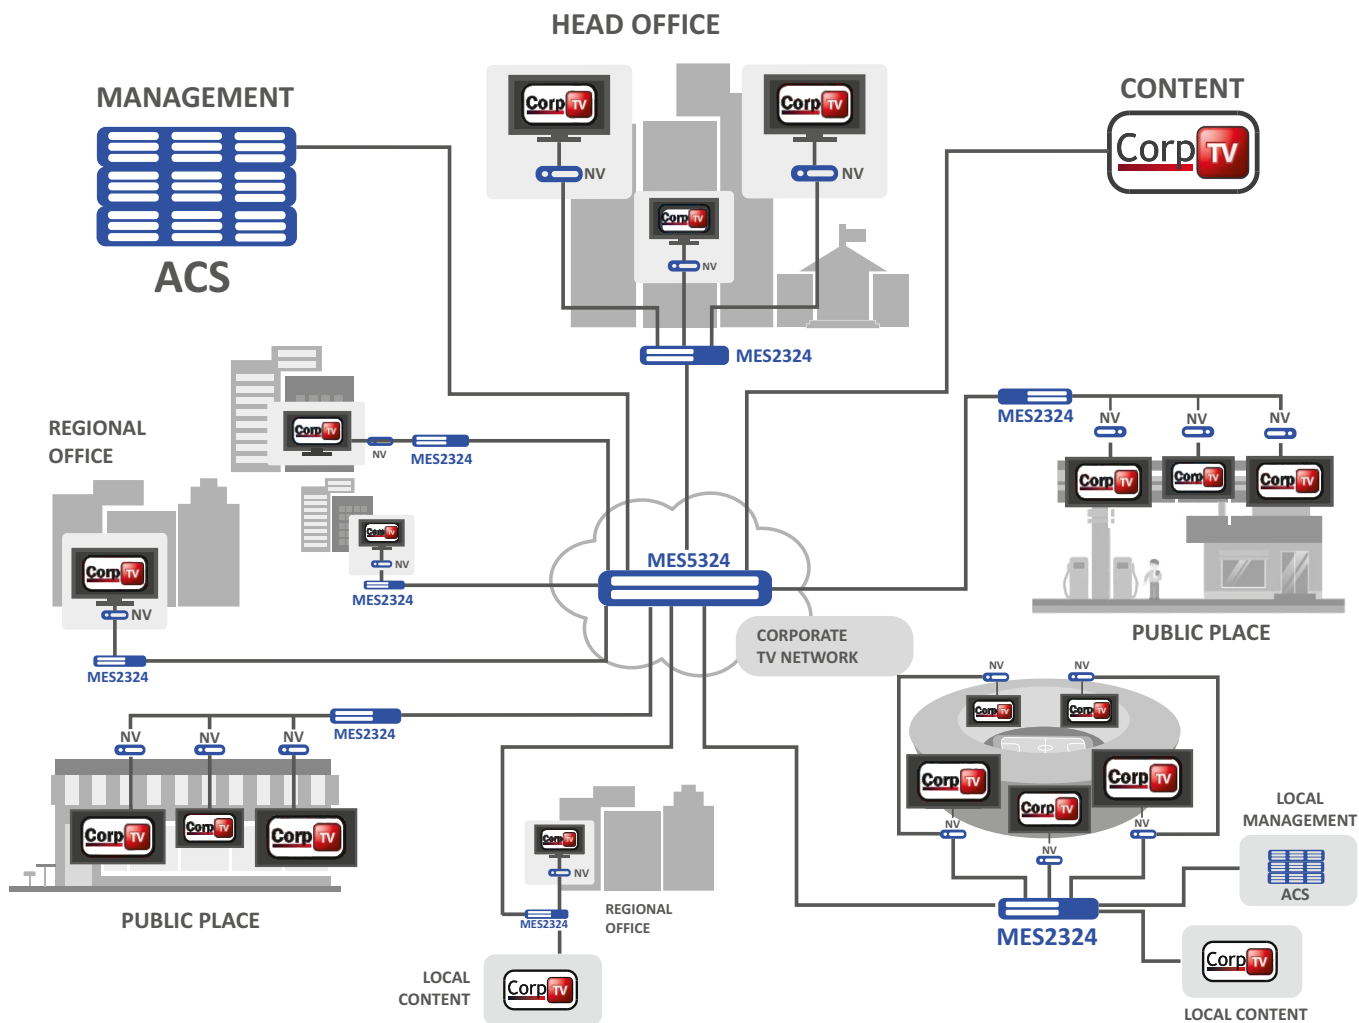 HEAD OFFICE
MANAGEMENT
ACS
CONTENT
Corp TV
Corp TV
Corp TV
NV
NV
Corp TV
NV
MES2324
REGIONAL
OFFICE
Corp TV
NV
MES2324
Corp TV
NV
MES2324
Corp TV
NV
MES2324
MES2324
NV
NV
NV
Corp TV
Corp TV
Corp TV
PUBLIC PLACE
MES5324
CORPORATE
TV NETWORK
MES2324
NV
NV
NV
Corp TV
Corp TV
Corp TV
PUBLIC PLACE
Corp TV
NV
MES2324
REGIONAL
OFFICE
LOCAL
CONTENT
Corp TV
NV
NV
Corp TV
Corp TV
Corp TV
Corp TV
Corp TV
NV
NV
NV
MES2324
LOCAL
MANAGEMENT
ACS
Corp TV
LOCAL CONTENT